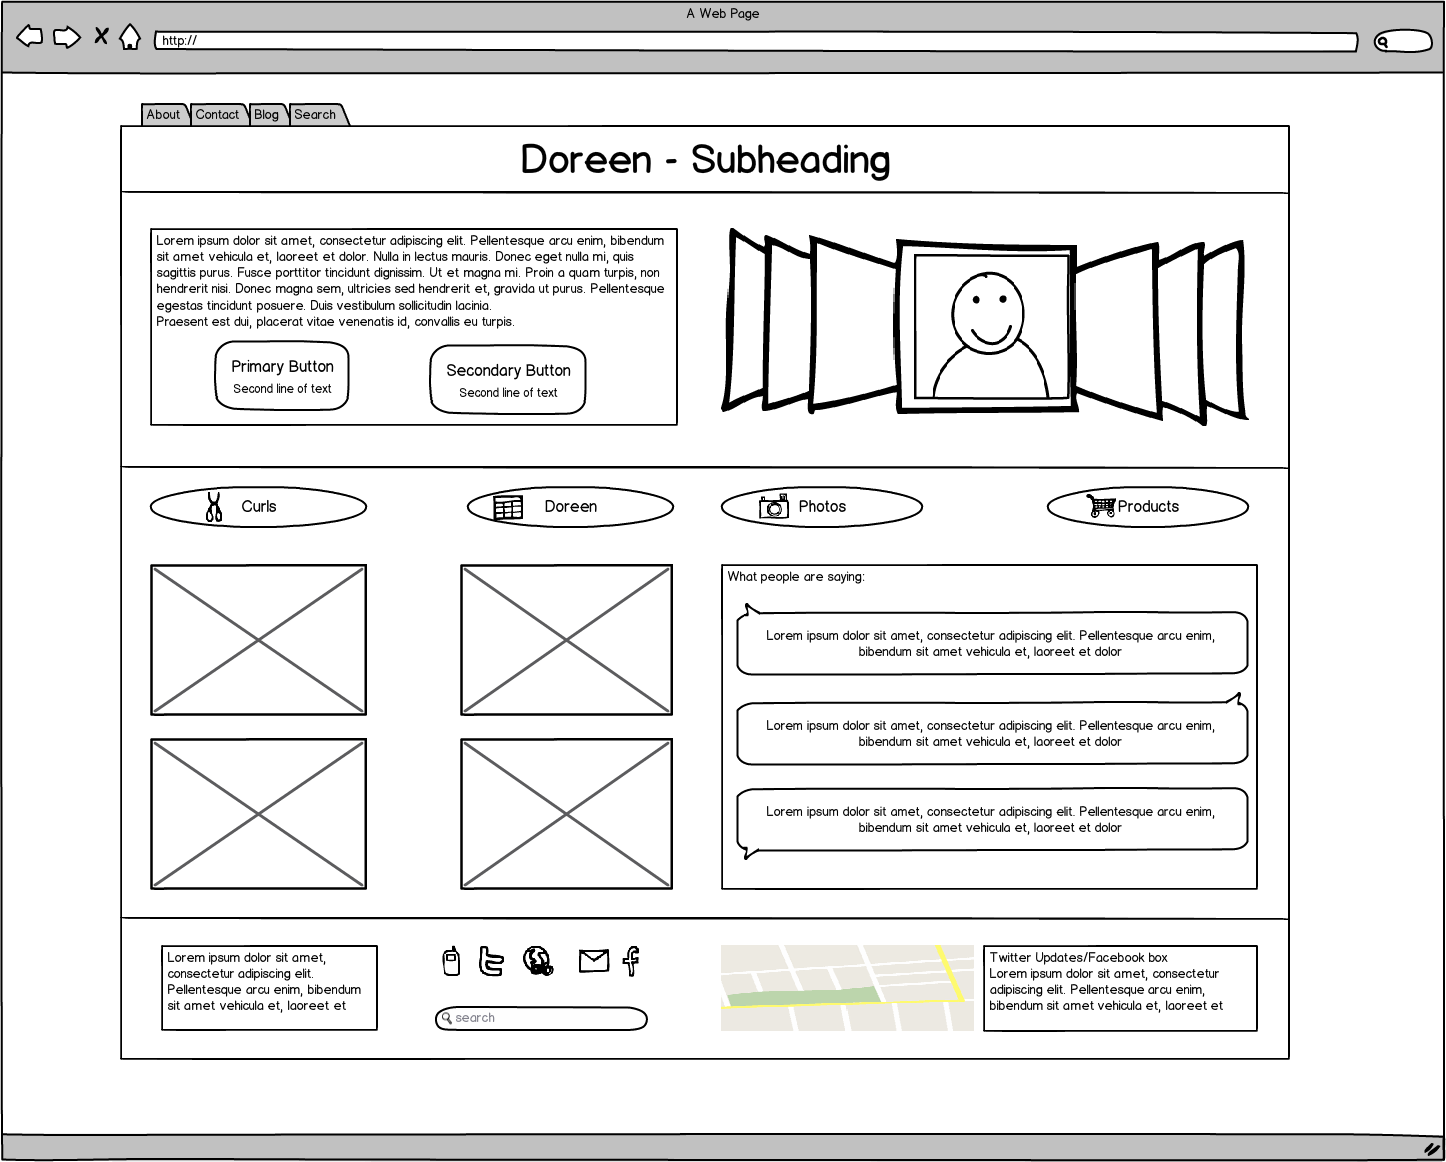 A Web Page
http://
About
Contact
Blog
Search
Doreen - Subheading
Lorem ipsum dolor sit amet, consectetur adipiscing elit. Pellentesque arcu enim, bibendum
sit amet vehicula et, laoreet et dolor. Nulla in lectus mauris. Donec eget nulla mi, quis
sagittis purus. Fusce porttitor tincidunt dignissim. Ut et magna mi. Proin a quam turpis, non
hendrerit nisi. Donec magna sem, ultricies sed hendrerit et, gravida ut purus. Pellentesque
egestas tincidunt posuere. Duis vestibulum sollicitudin lacinia.
Praesent est dui, placerat vitae venenatis id, convallis eu turpis.
Primary Button
Second line of text
Secondary Button
Second line of text
Curls
Doreen
Photos
Products
What people are saying:
Lorem ipsum dolor sit amet, consectetur adipiscing elit. Pellentesque arcu enim,
bibendum sit amet vehicula et, laoreet et dolor
Lorem ipsum dolor sit amet, consectetur adipiscing elit. Pellentesque arcu enim,
bibendum sit amet vehicula et, laoreet et dolor
Lorem ipsum dolor sit amet, consectetur adipiscing elit. Pellentesque arcu enim,
bibendum sit amet vehicula et, laoreet et dolor
Lorem ipsum dolor sit amet,
consectetur adipiscing elit.
Pellentesque arcu enim, bibendum
sit amet vehicula et, laoreet et
search
Twitter Updates/Facebook box
Lorem ipsum dolor sit amet, consectetur
adipiscing elit. Pellentesque arcu enim,
bibendum sit amet vehicula et, laoreet et